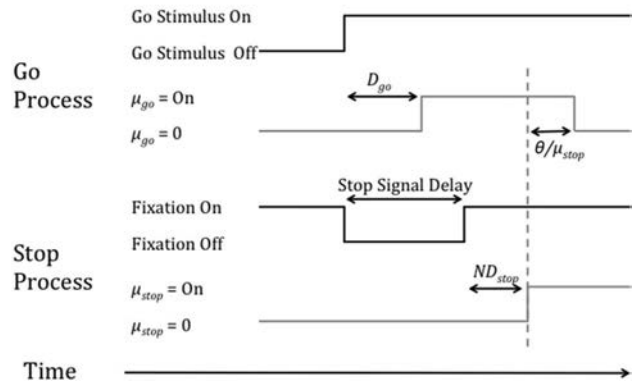 Go Stimulus On
Go Stimulus Off
Go
Process
D_go
μ_go = On
μ_go = 0
θ/μ_stop
Stop Signal Delay
Fixation On
Fixation Off
Stop
Process
ND_stop
μ_stop = On
μ_stop = 0
Time